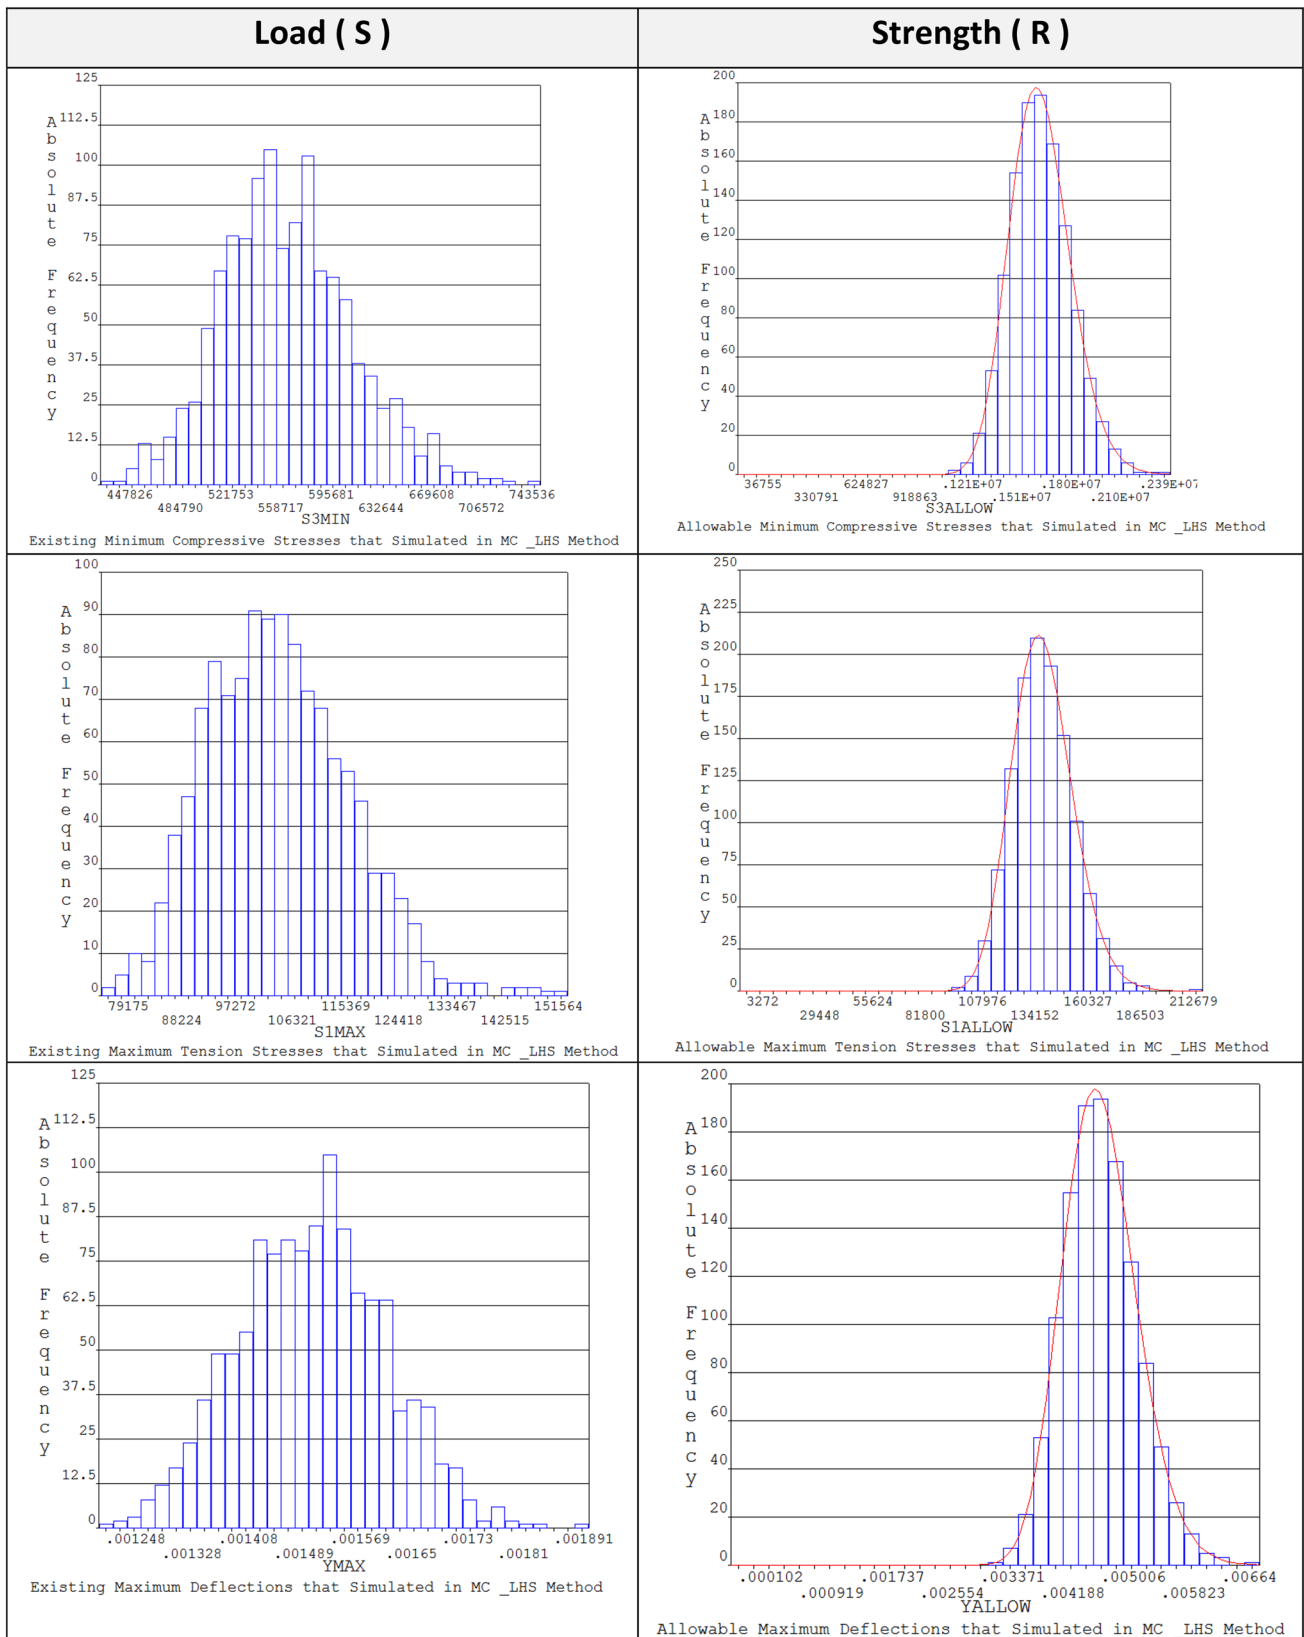 Load ( S )
Strength ( R )
125
112.5
100
87.5
75
62.5
50
37.5
25
12.5
0
Absolute Frequency
447826 521753 595681 669608 743536
484790 558717 632644 706572
S3MIN
Existing Minimum Compressive Stresses that Simulated in MC _LHS Method
200
180
160
140
120
100
80
60
40
20
0
Absolute Frequency
36755 624827 .121E+07 .180E+07 .239E+07
330791 918863 .151E+07 .210E+07
S3ALLOW
Allowable Minimum Compressive Stresses that Simulated in MC _LHS Method
100
90
80
70
60
50
40
30
20
10
0
Absolute Frequency
79175 97272 115369 133467 151564
88224 106321 124418 142515
S1MAX
Existing Maximum Tension Stresses that Simulated in MC _LHS Method
250
225
200
175
150
125
100
75
50
25
0
Absolute Frequency
3272 55624 107976 160327 212679
29448 81800 134152 186503
S1ALLOW
Allowable Maximum Tension Stresses that Simulated in MC _LHS Method
125
112.5
100
87.5
75
62.5
50
37.5
25
12.5
0
Absolute Frequency
.001248 .001408 .001569 .00173 .001891
.001328 .001489 .00165 .00181
YMAX
Existing Maximum Deflections that Simulated in MC _LHS Method
200
180
160
140
120
100
80
60
40
20
0
Absolute Frequency
.000102 .001737 .003371 .005006 .00664
.000919 .002554 .004188 .005823
YALLOW
Allowable Maximum Deflections that Simulated in MC LHS Method